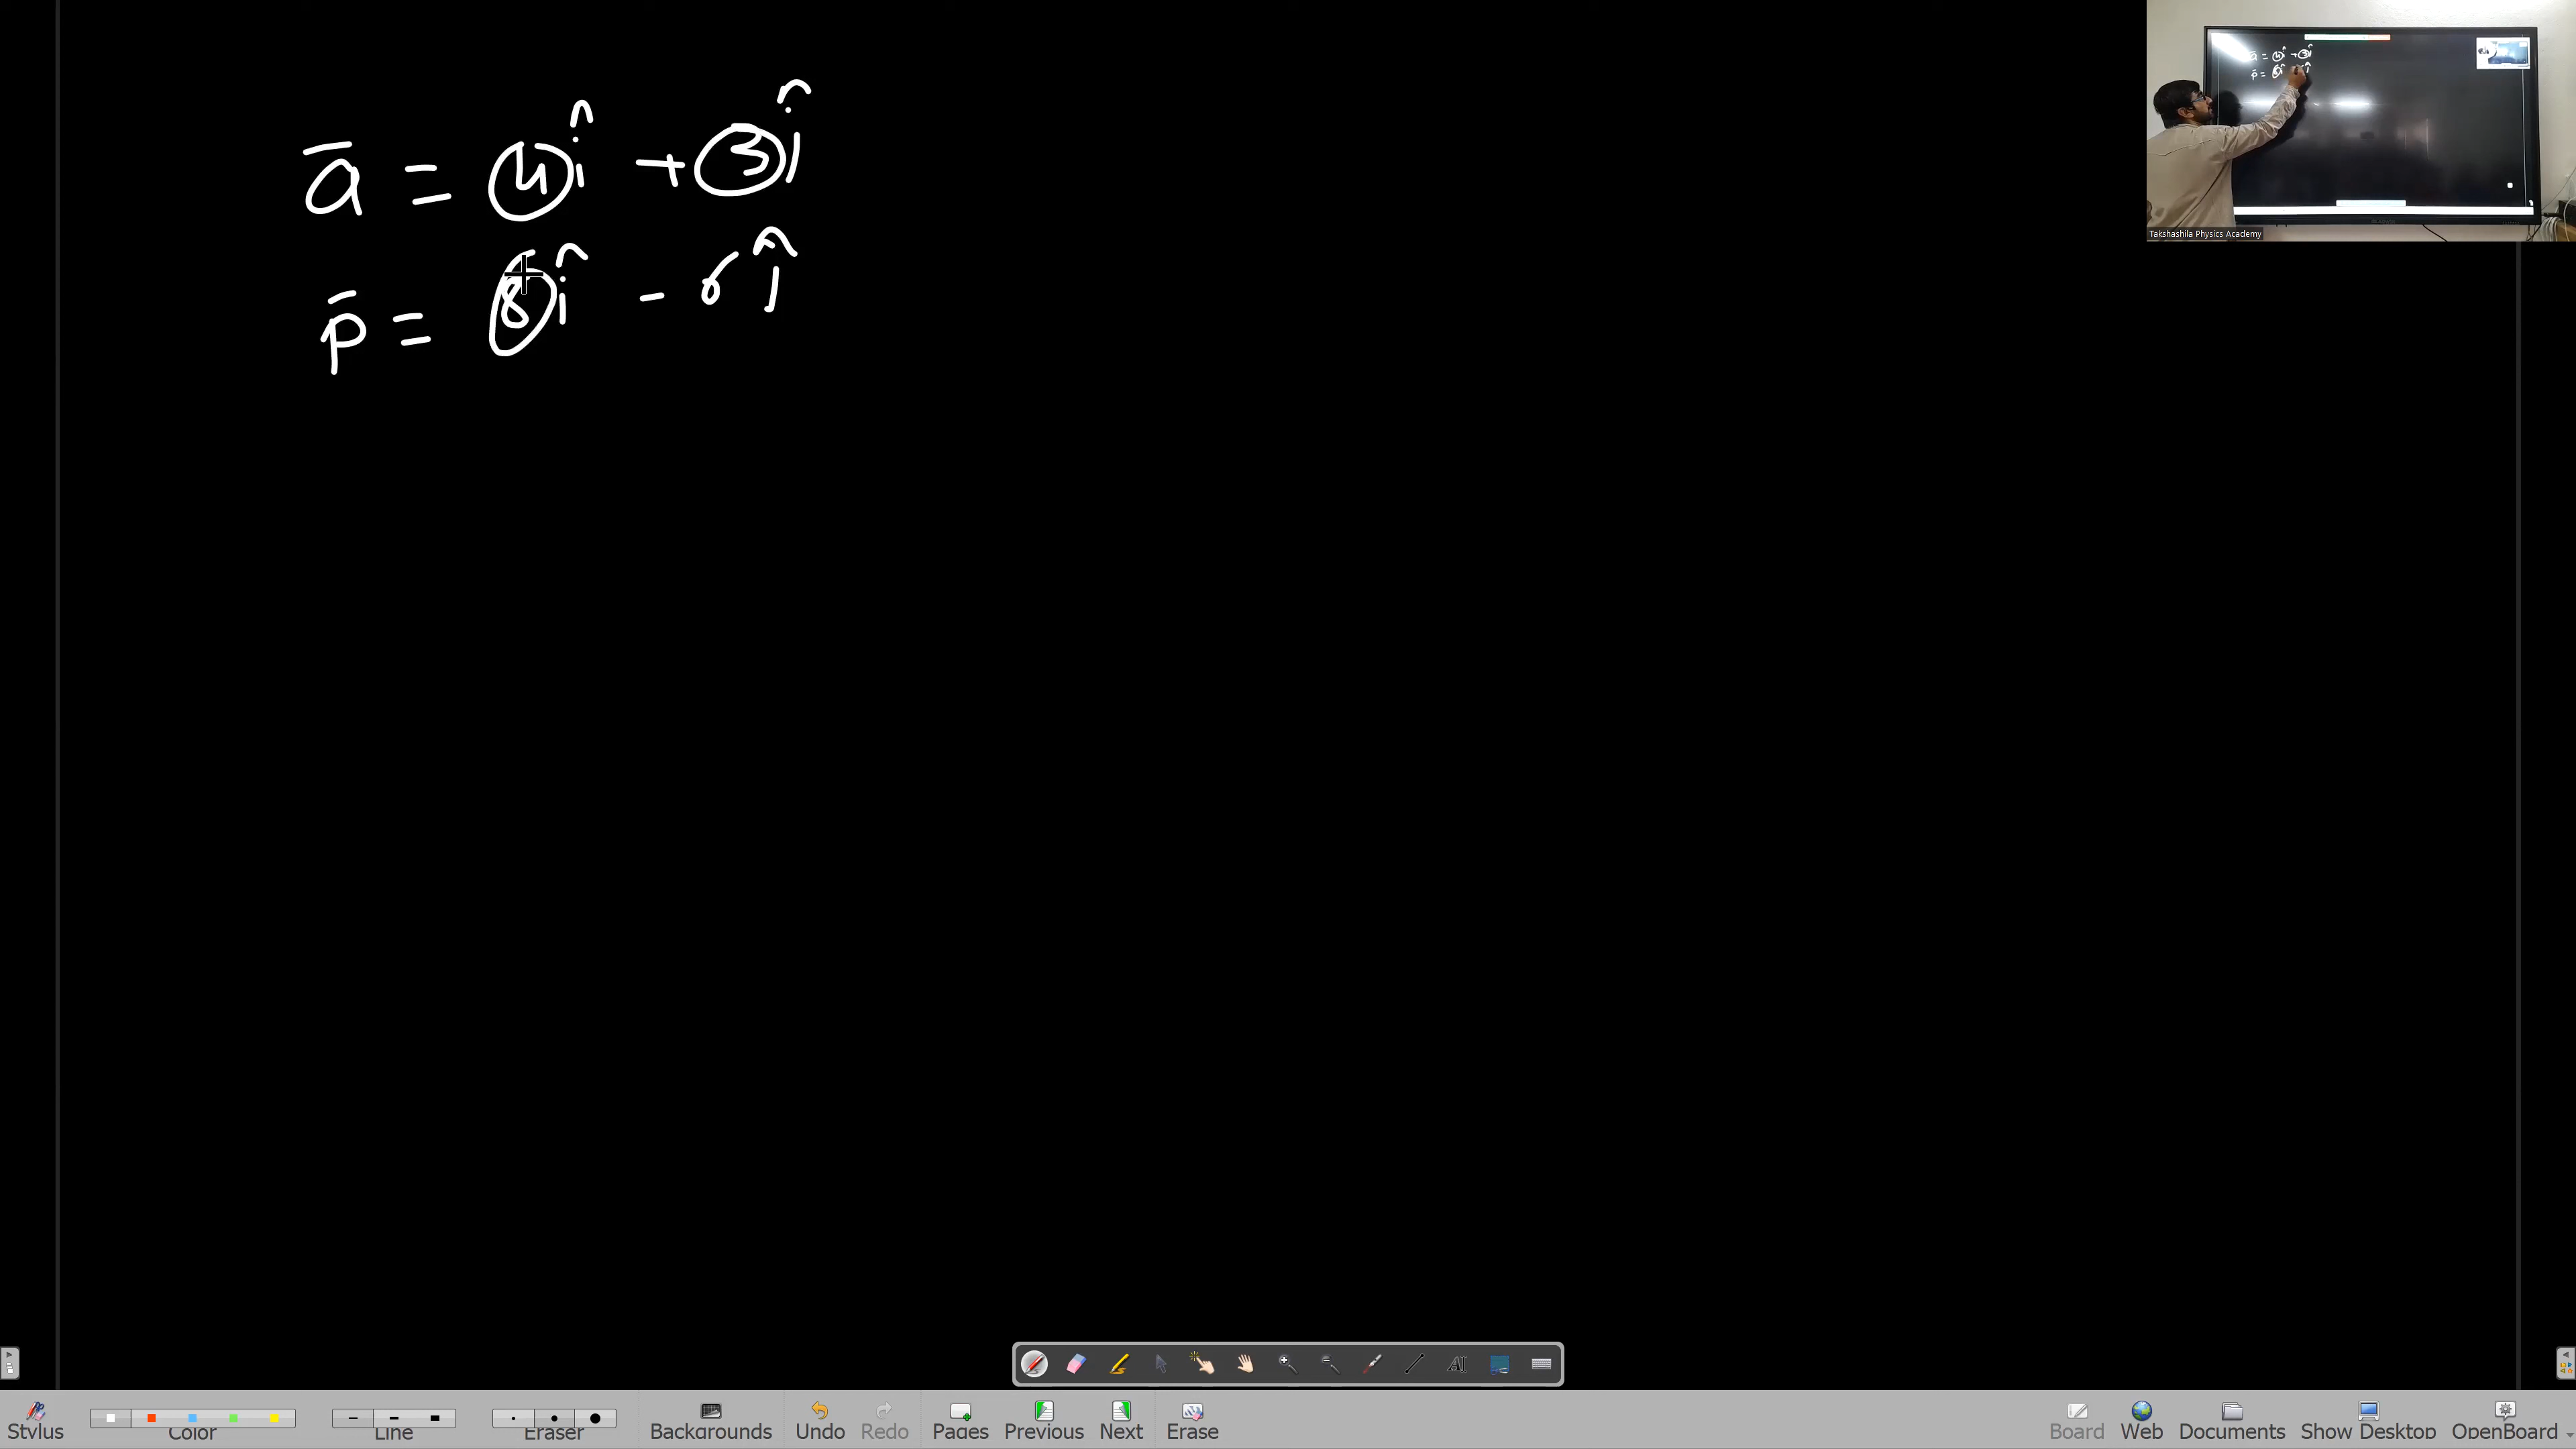 a̅ = 4î + 3ĵ
p̅ = 8î - 6ĵ
Takshashila Physics Academy
Stylus Color Line Eraser Backgrounds Undo Redo Pages Previous Next Erase Board Web Documents Show Desktop OpenBoard